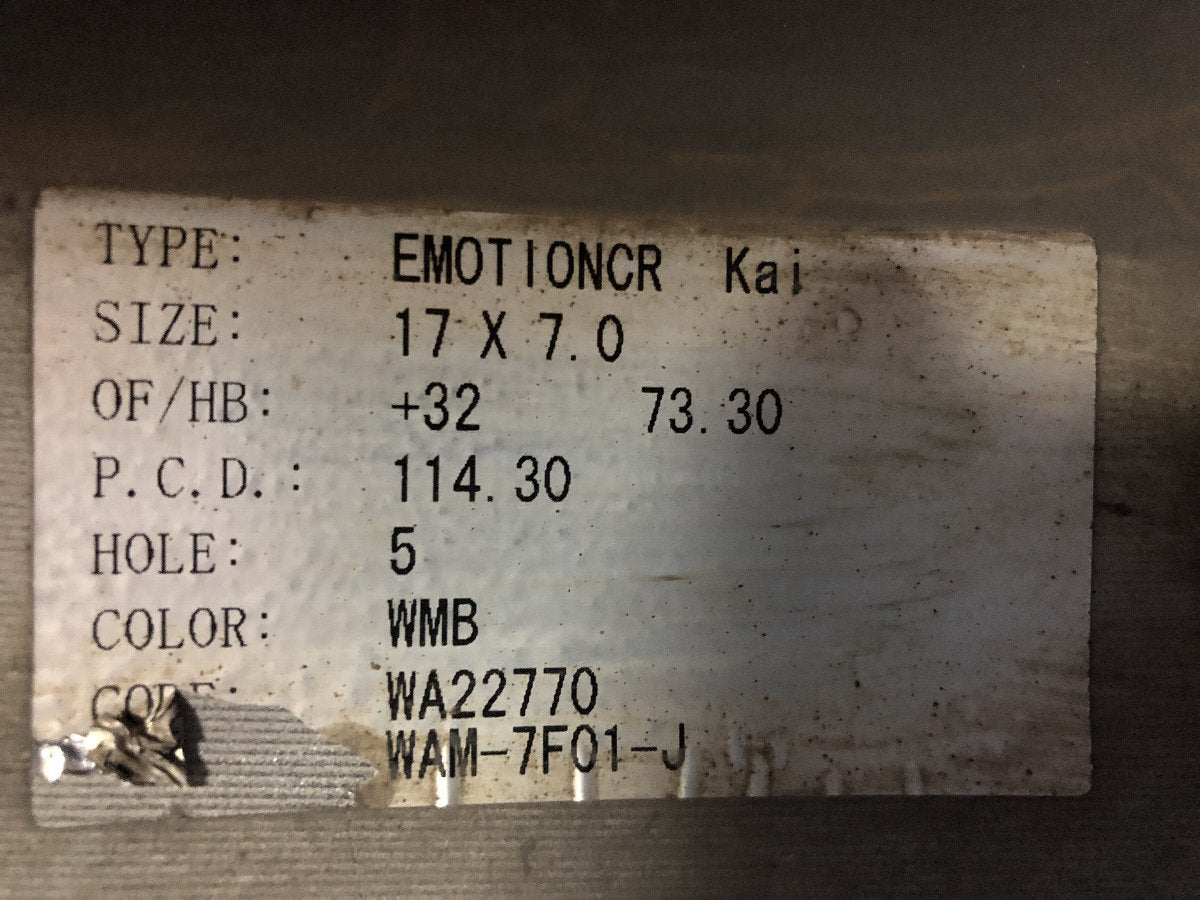 TYPE: EMOTIONCR Kai
SIZE: 17 X 7.0
OF/HB: +32 73.30
P.C.D.: 114.30
HOLE: 5
COLOR: WMB
CODE: WA22770
WAM-7F01-J